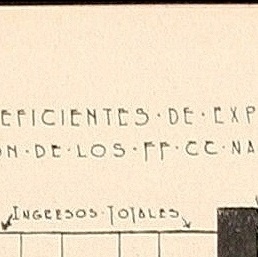 EFICIENTES·DE·EXP
ON·DE·LOS·FF·CC·NA
INGRESOS·TOTALES